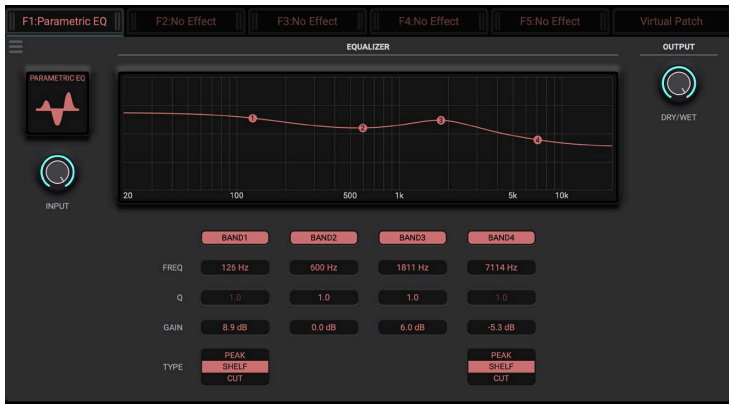 F1:Parametric EQ
F2:No Effect
F3:No Effect
F4:No Effect
F5:No Effect
Virtual Patch
EQUALIZER
OUTPUT
PARAMETRIC EQ
1
2
3
4
DRY/WET
INPUT
20 100 500 1k 5k 10k
BAND1 BAND2 BAND3 BAND4
FREQ 126 Hz 600 Hz 1811 Hz 7114 Hz
Q 1.0 1.0 1.0 1.0
GAIN 8.9 dB 0.0 dB 6.0 dB -5.3 dB
PEAK PEAK
TYPE SHELF SHELF
CUT CUT